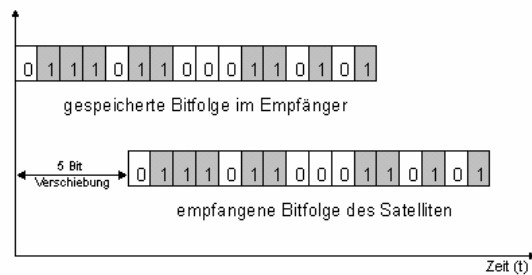 0 1 1 1 0 1 1 0 0 0 1 1 0 1 0 1
gespeicherte Bitfolge im Empfänger
5 Bit
Verschiebung
0 1 1 1 0 1 1 0 0 0 1 1 0 1 0 1
empfangene Bitfolge des Satelliten
Zeit (t)